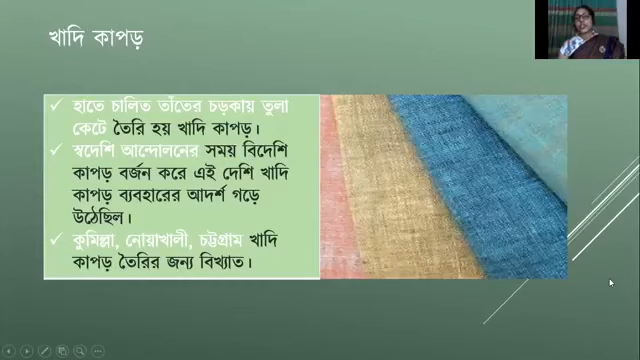 খাদি কাপড়
✓ হাতে চালিত তাঁতের চড়কায় তুলা
কেটে তৈরি হয় খাদি কাপড়।
✓ স্বদেশি আন্দোলনের সময় বিদেশি
কাপড় বর্জন করে এই দেশি খাদি
কাপড় ব্যবহারের আদর্শ গড়ে
উঠেছিল।
✓ কুমিল্লা, নোয়াখালী, চট্টগ্রাম খাদি
কাপড় তৈরির জন্য বিখ্যাত।